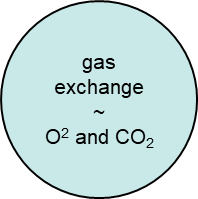 gas
exchange
~
O² and CO₂